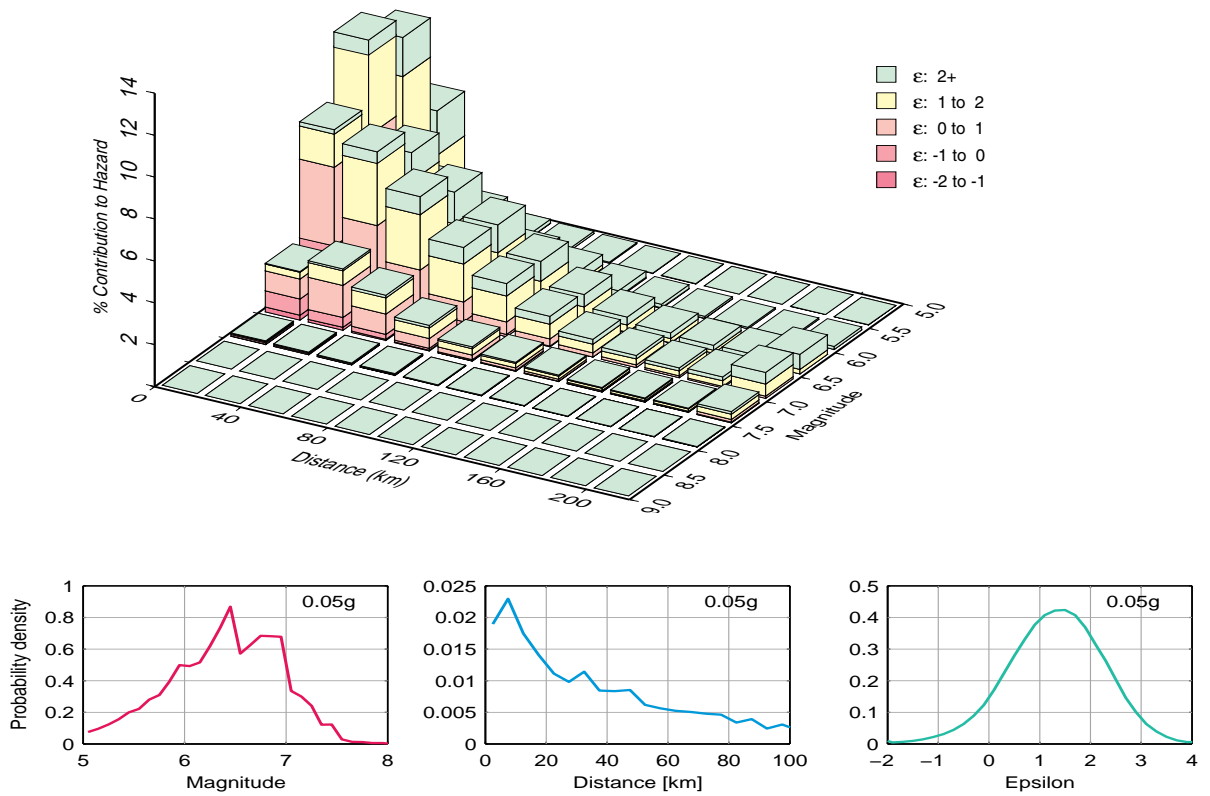 % Contribution to Hazard
14
12
10
8
6
4
2
0
40
80
120
160
200
Distance (km)
5.0
5.5
6.0
6.5
7.0
7.5
8.0
8.5
9.0
Magnitude
ε: 2+
ε: 1 to 2
ε: 0 to 1
ε: -1 to 0
ε: -2 to -1
Probability density
1
0.8
0.6
0.4
0.2
0
0.05g
5 6 7 8
Magnitude
0.025
0.02
0.015
0.01
0.005
0
0.05g
0 20 40 60 80 100
Distance [km]
0.5
0.4
0.3
0.2
0.1
0
0.05g
−2 −1 0 1 2 3 4
Epsilon